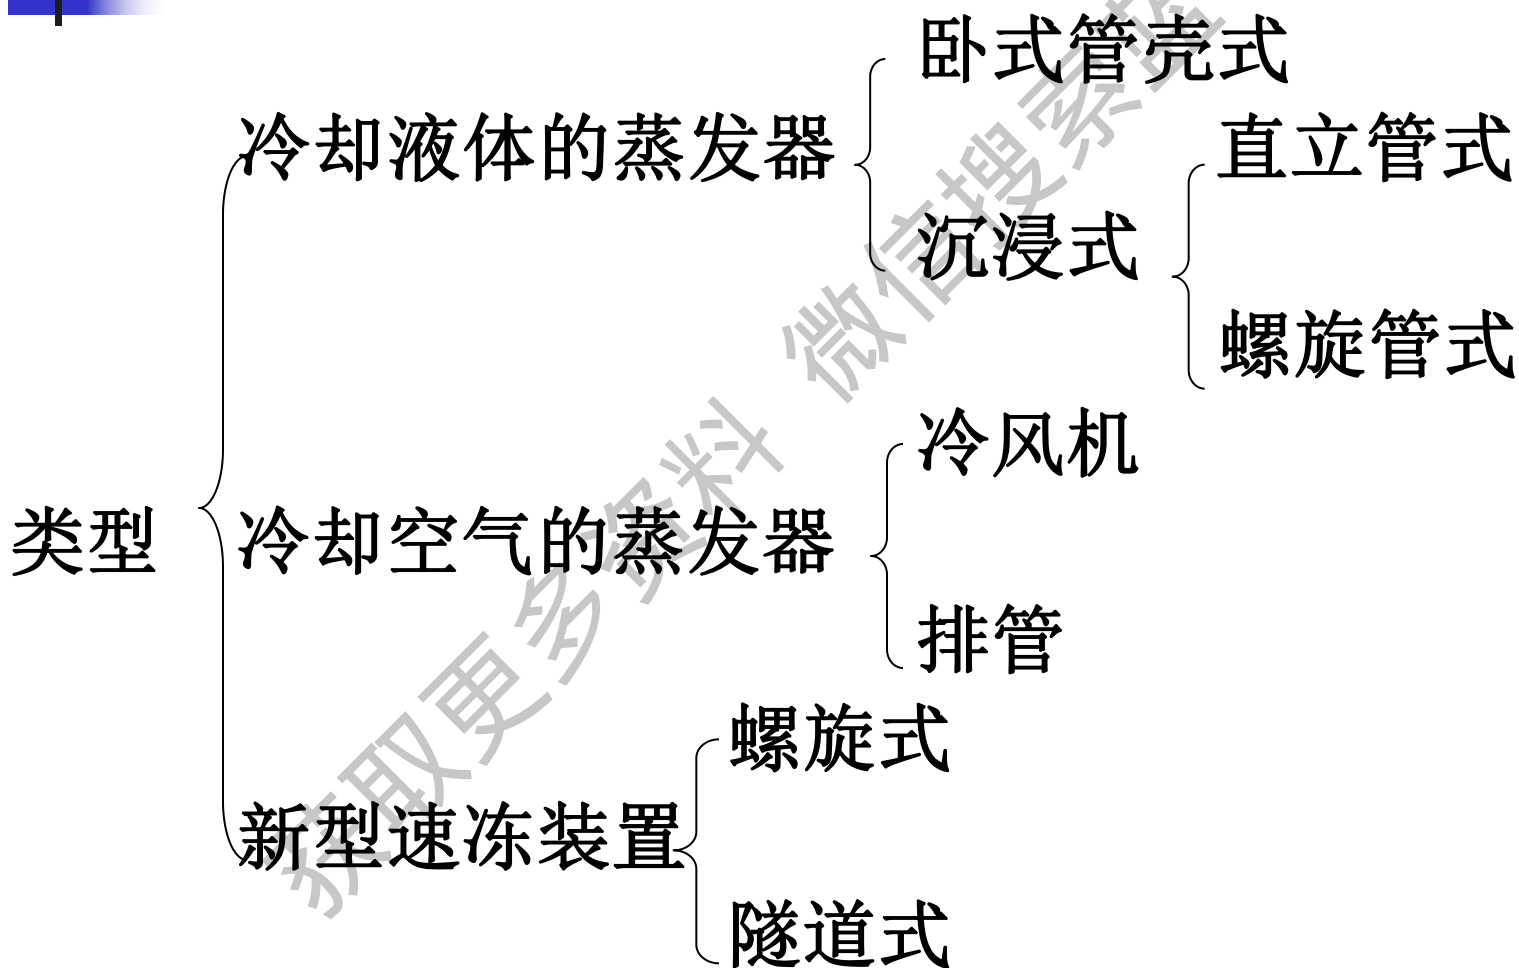 卧式管壳式
冷却液体的蒸发器
直立管式
沉浸式
螺旋管式
冷风机
类型
冷却空气的蒸发器
排管
螺旋式
新型速冻装置
隧道式
获取更多资料 微信搜索